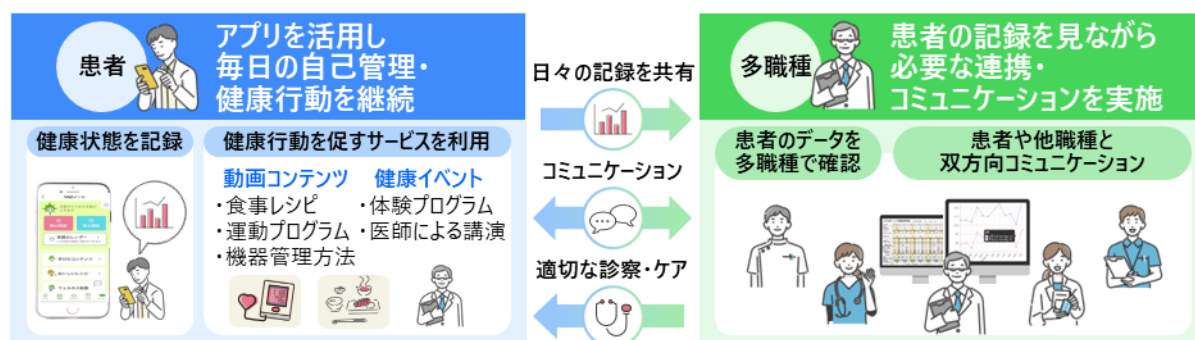 患者
アプリを活用し
毎日の自己管理・
健康行動を継続
健康状態を記録
健康行動を促すサービスを利用
動画コンテンツ
・食事レシピ
・運動プログラム
・機器管理方法
健康イベント
・体験プログラム
・医師による講演
日々の記録を共有
コミュニケーション
適切な診察・ケア
多職種
患者の記録を見ながら
必要な連携・
コミュニケーションを実施
患者のデータを
多職種で確認
患者や他職種と
双方向コミュニケーション